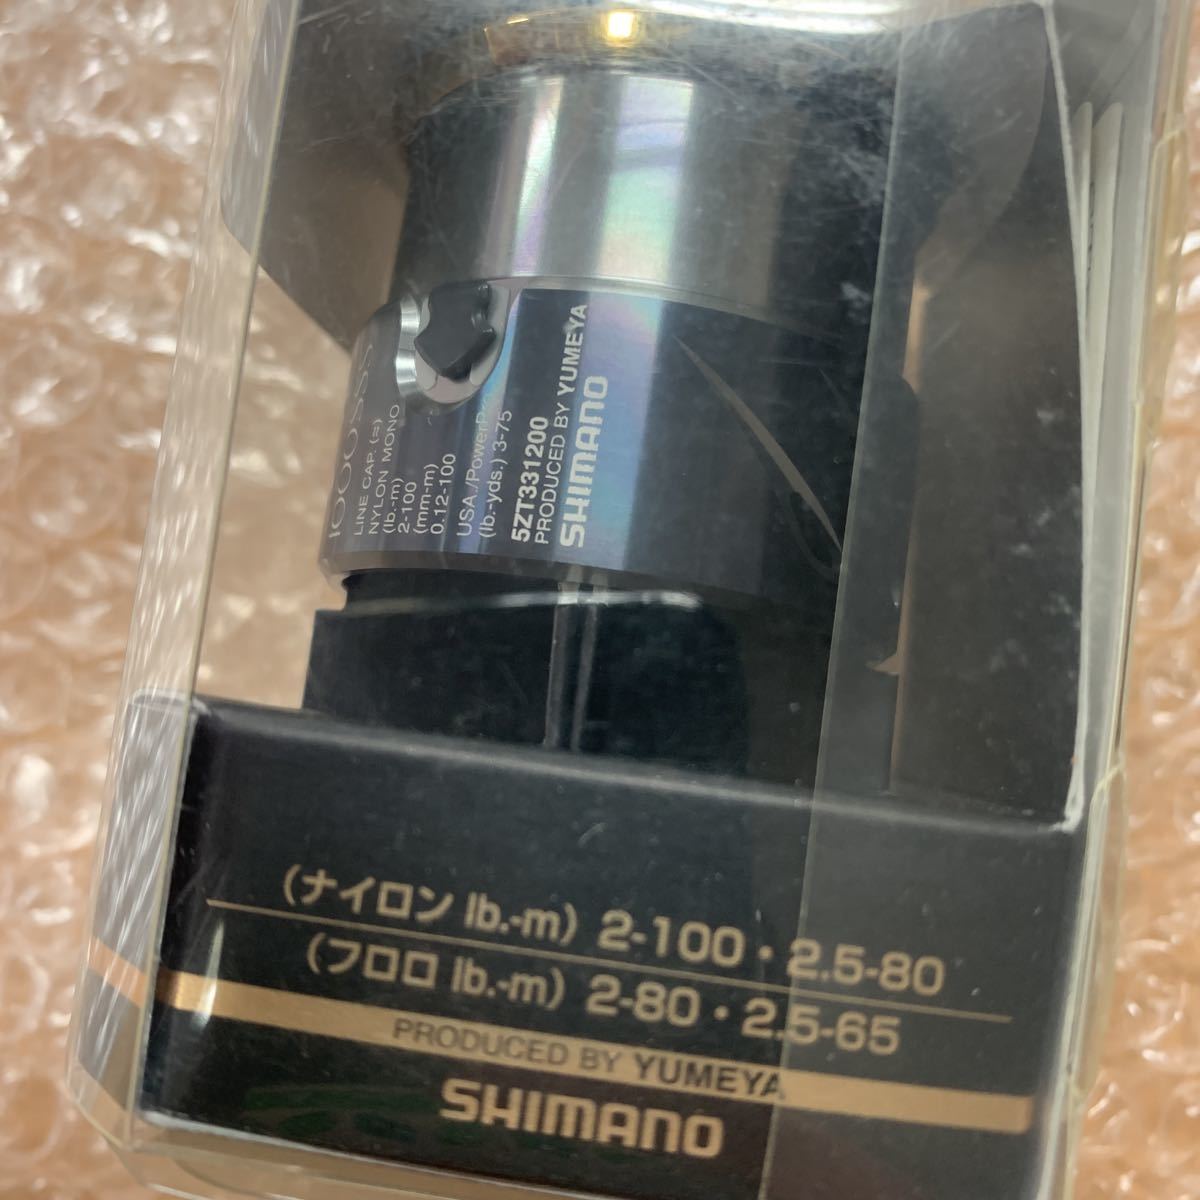 1000SSS
LINE CAP. (≈)
NYLON MONO
(lb.-m)
2-100
(mm-m)
0.12-100
USA./PowerPr
(lb.-yds.) 3-75
5ZT331200
PRODUCED BY YUMEYA
SHIMANO
(ナイロン lb.-m) 2-100・2.5-80
(フロロ lb.-m) 2-80・2.5-65
PRODUCED BY YUMEYA
SHIMANO